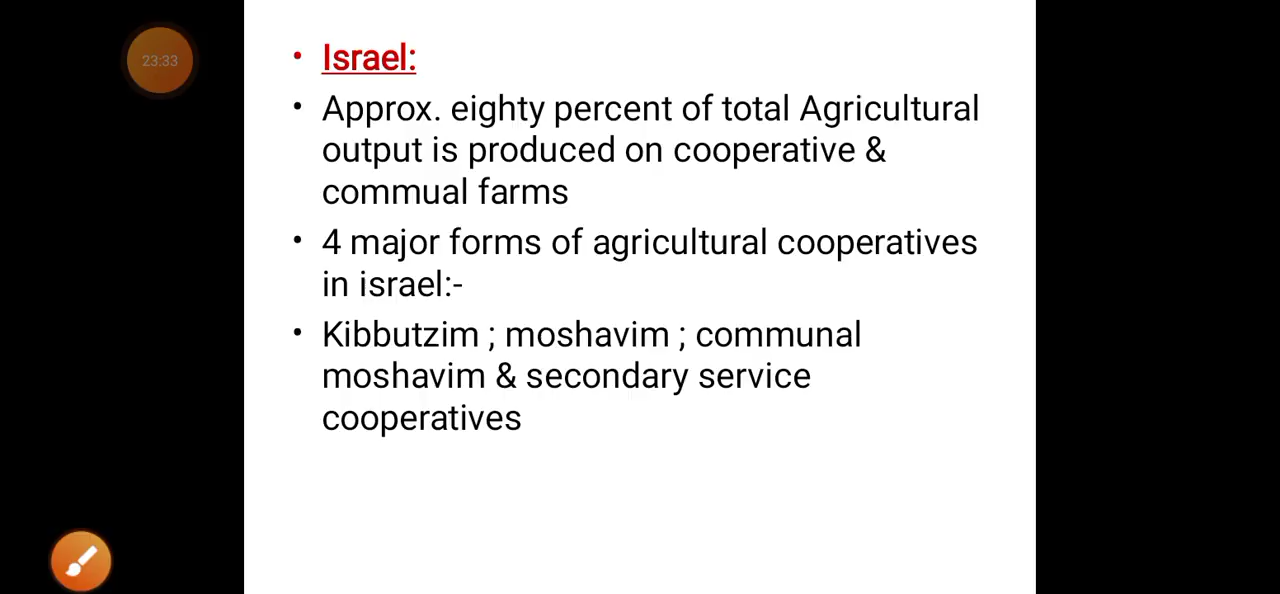 23:33
• Israel:
• Approx. eighty percent of total Agricultural
output is produced on cooperative &
commual farms
• 4 major forms of agricultural cooperatives
in israel:-
• Kibbutzim ; moshavim ; communal
moshavim & secondary service
cooperatives